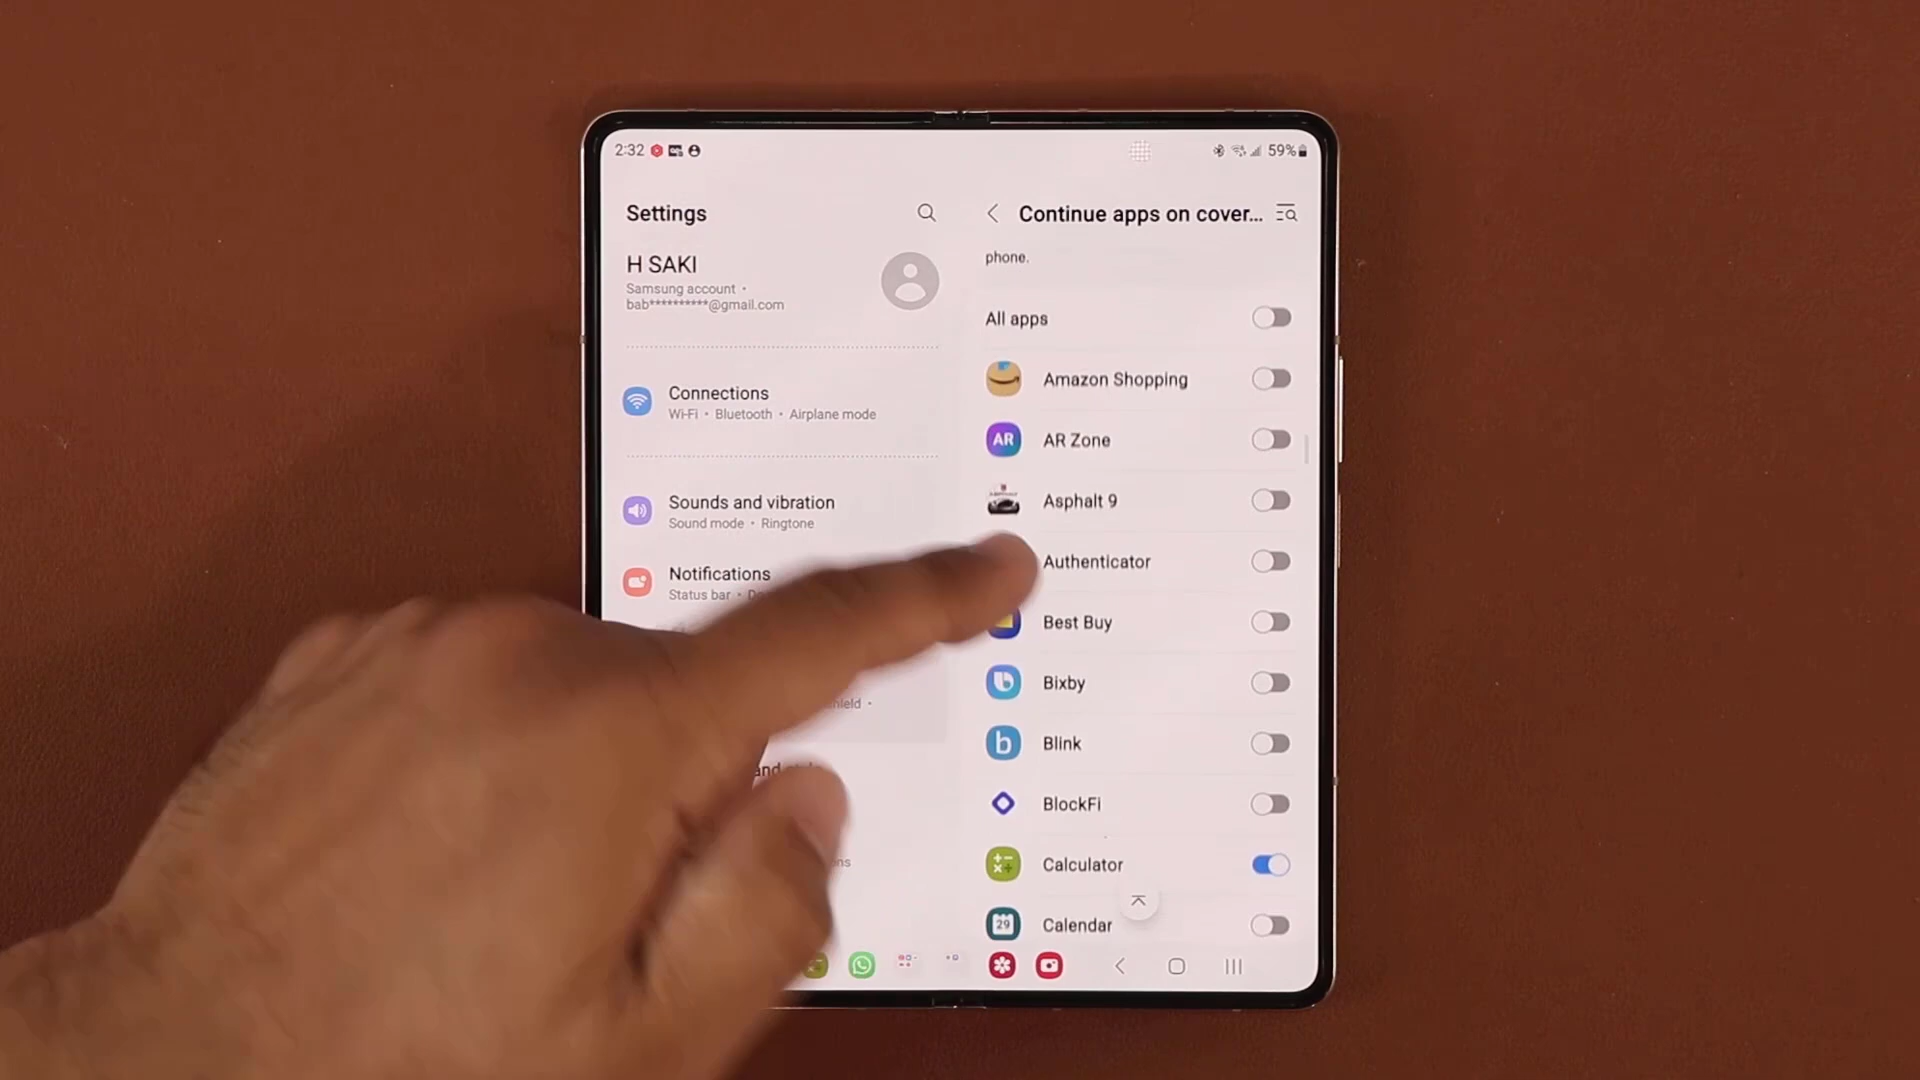 2:32
59%
Settings
Continue apps on cover...
H SAKI
Samsung account •
bab**********@gmail.com
phone.
All apps
Amazon Shopping
Connections
Wi-Fi • Bluetooth • Airplane mode
AR
AR Zone
Asphalt 9
Sounds and vibration
Sound mode • Ringtone
Authenticator
Notifications
Status bar •
Best Buy
Bixby
b
Blink
and
BlockFi
Calculator
29
Calendar